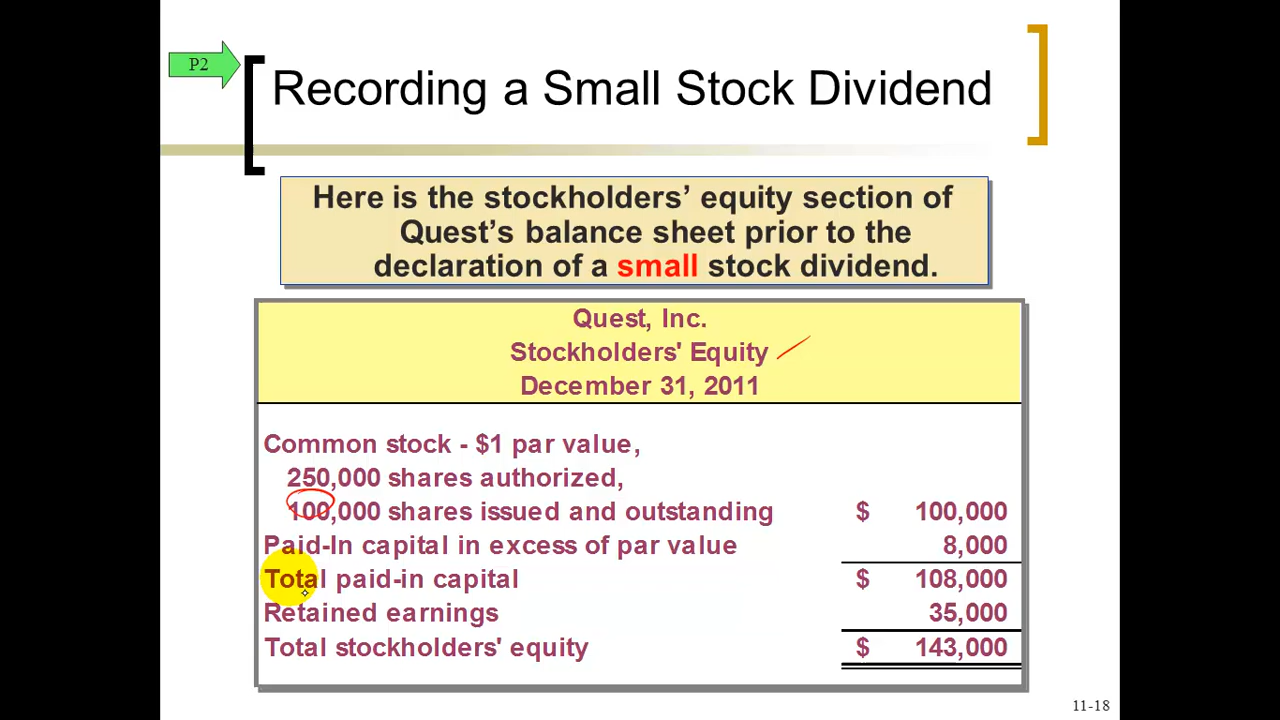 P2
Recording a Small Stock Dividend
Here is the stockholders’ equity section of
Quest’s balance sheet prior to the
declaration of a small stock dividend.
Quest, Inc.
Stockholders' Equity
December 31, 2011
Common stock - $1 par value,
250,000 shares authorized,
100,000 shares issued and outstanding $ 100,000
Paid-In capital in excess of par value 8,000
Total paid-in capital $ 108,000
Retained earnings 35,000
Total stockholders' equity $ 143,000
11-18